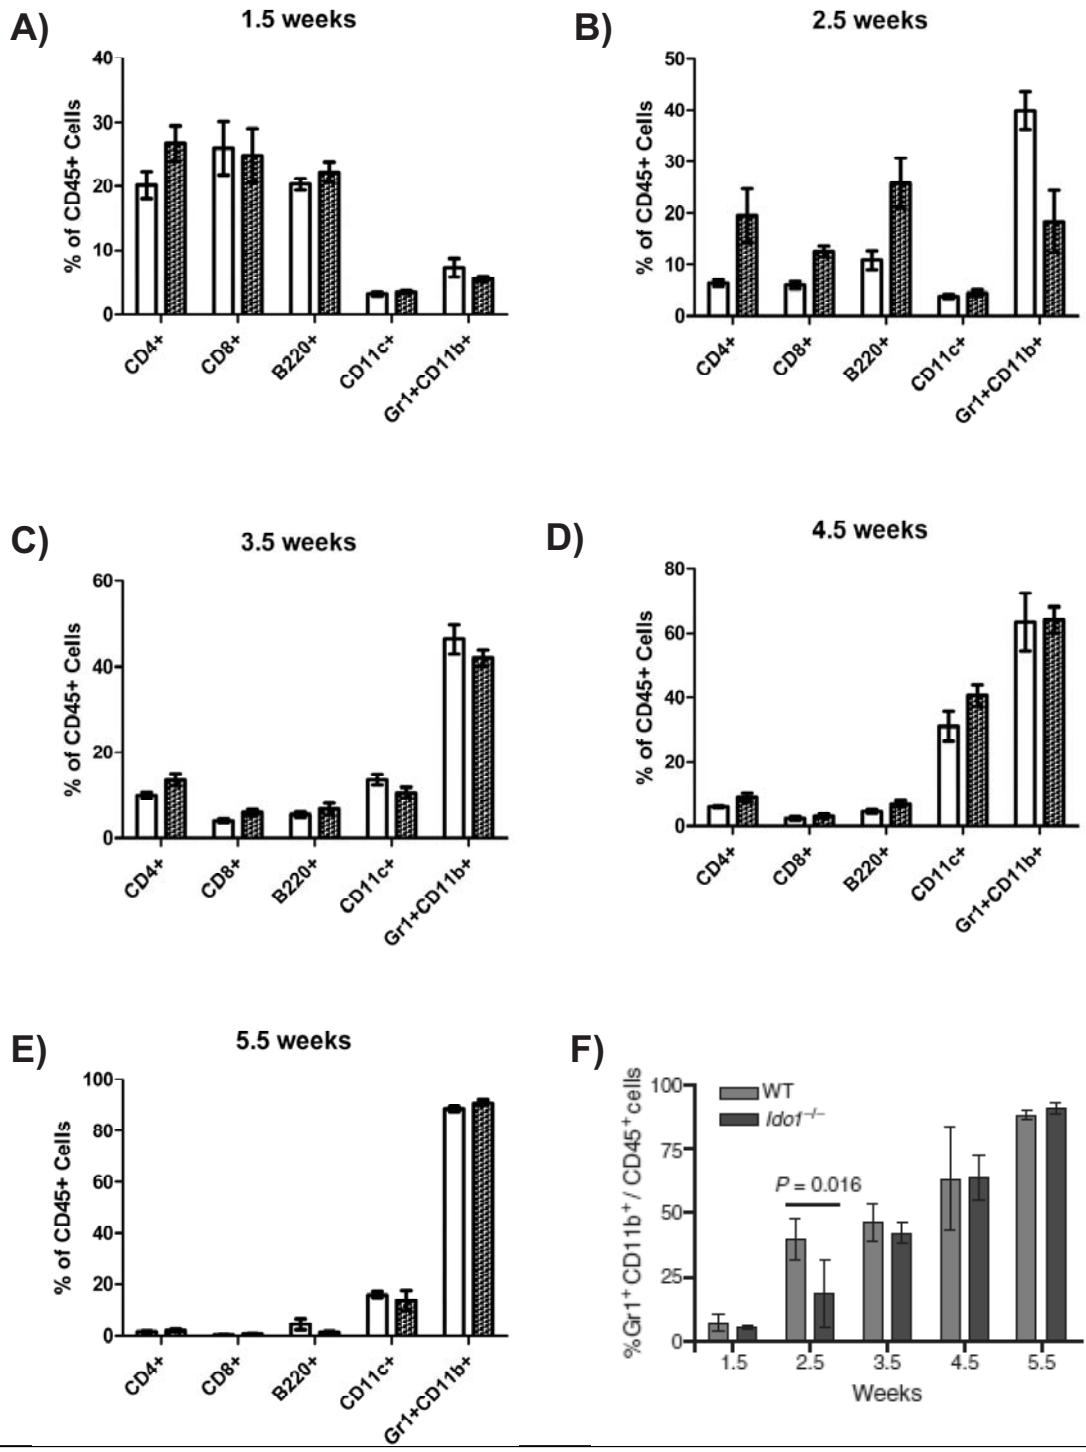 A)
1.5 weeks
% of CD45+ Cells
40
30
20
10
0
CD4+
CD8+
B220+
CD11c+
Gr1+CD11b+
B)
2.5 weeks
% of CD45+ Cells
50
40
30
20
10
0
CD4+
CD8+
B220+
CD11c+
Gr1+CD11b+
C)
3.5 weeks
% of CD45+ Cells
60
40
20
0
CD4+
CD8+
B220+
CD11c+
Gr1+CD11b+
D)
4.5 weeks
% of CD45+ Cells
80
60
40
20
0
CD4+
CD8+
B220+
CD11c+
Gr1+CD11b+
E)
5.5 weeks
% of CD45+ Cells
100
80
60
40
20
0
CD4+
CD8+
B220+
CD11c+
Gr1+CD11b+
F)
%Gr1⁺ CD11b⁺ / CD45⁺ cells
100
75
50
25
0
WT
Ido1⁻/⁻
P = 0.016
1.5 2.5 3.5 4.5 5.5
Weeks